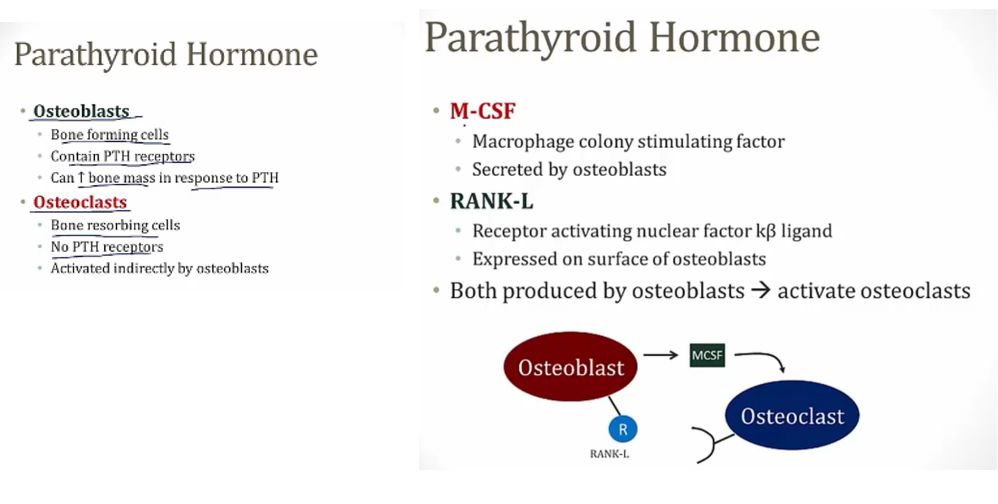 Parathyroid Hormone
• Osteoblasts
• Bone forming cells
• Contain PTH receptors
• Can ↑ bone mass in response to PTH
• Osteoclasts
• Bone resorbing cells
• No PTH receptors
• Activated indirectly by osteoblasts
Parathyroid Hormone
• M-CSF
• Macrophage colony stimulating factor
• Secreted by osteoblasts
• RANK-L
• Receptor activating nuclear factor kβ ligand
• Expressed on surface of osteoblasts
• Both produced by osteoblasts → activate osteoclasts
Osteoblast
MCSF
Osteoclast
R
RANK-L